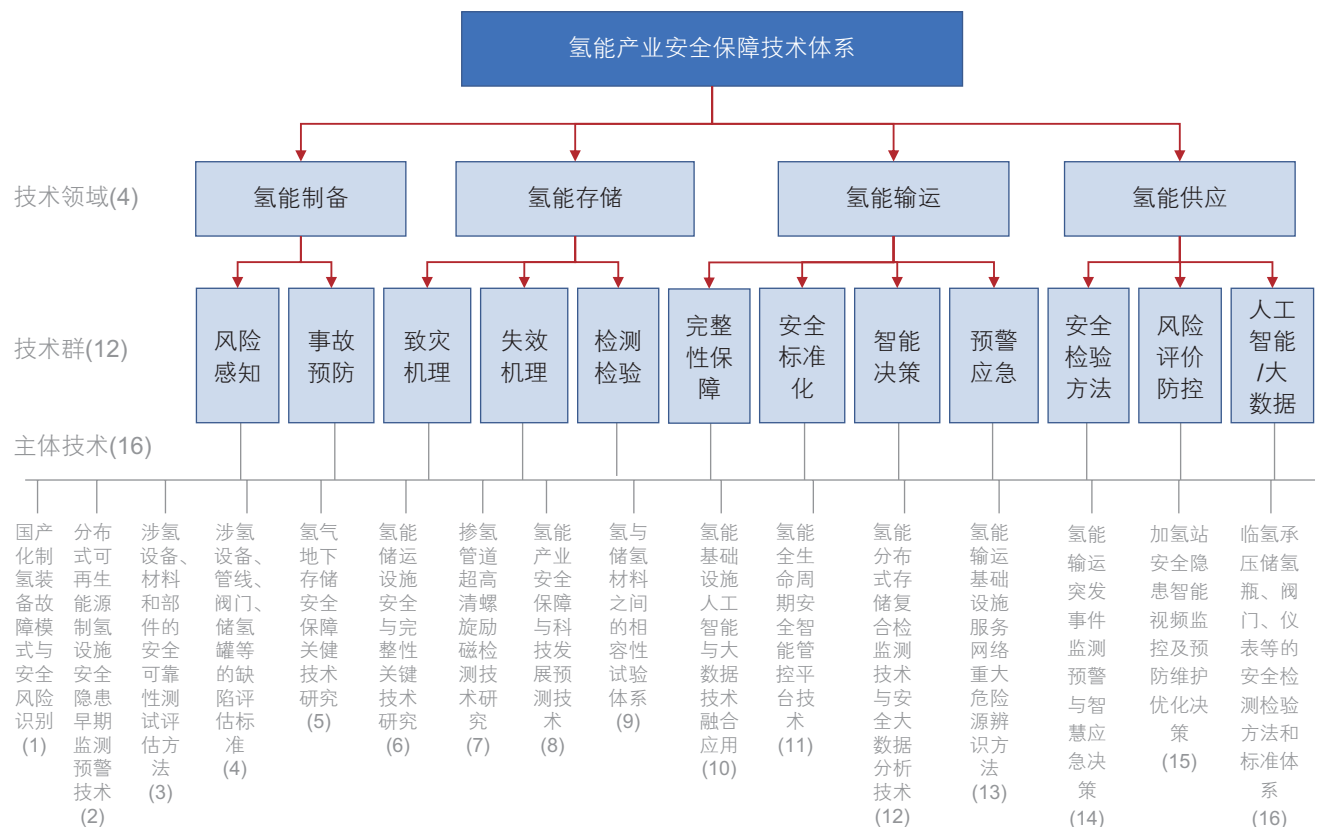 氢能产业安全保障技术体系
技术领域(4)
氢能制备
氢能存储
氢能输运
氢能供应
技术群(12)
风险
感知
事故
预防
致灾
机理
失效
机理
检测
检验
完整
性保
障
安全
标准
化
智能
决策
预警
应急
安全
检验
方法
风险
评价
防控
人工
智能
/大
数据
主体技术(16)
国产
化制
氢装
备故
障模
式与
安全
风险
识别
(1)
分布
式可
再生
能源
制氢
设施
安全
隐患
早期
监测
预警
技术
(2)
涉氢
设备、
材料
和部
件的
安全
可靠
性测
试评
估方
法
(3)
涉氢
设备、
管线、
阀门、
储氢
罐等
的缺
陷评
估标
准
(4)
氢气
地下
存储
安全
保障
关健
技术
研究
(5)
氢能
储运
设施
安全
与完
整性
关键
技术
研究
(6)
掺氢
管道
超高
清螺
旋励
磁检
测技
术研
究
(7)
氢能
产业
安全
保障
与科
技发
展预
测技
术
(8)
氢与
储氢
材料
之间
的相
容性
试验
体系
(9)
氢能
基础
设施
人工
智能
与大
数据
技术
融合
应用
(10)
氢能
全生
命周
期安
全智
能管
控平
台技
术
(11)
氢能
分布
式存
储复
合检
监测
技术
与安
全大
数据
分析
技术
(12)
氢能
输运
基础
设施
服务
网络
重大
危险
源辨
识方
法
(13)
氢能
输运
突发
事件
监测
预警
与智
慧应
急决
策
(14)
加氢站
安全隐
患智能
视频监
控及预
防维护
优化决
策
(15)
临氢承
压储氢
瓶、阀
门、仪
表等的
安全检
测检验
方法和
标准体
系
(16)